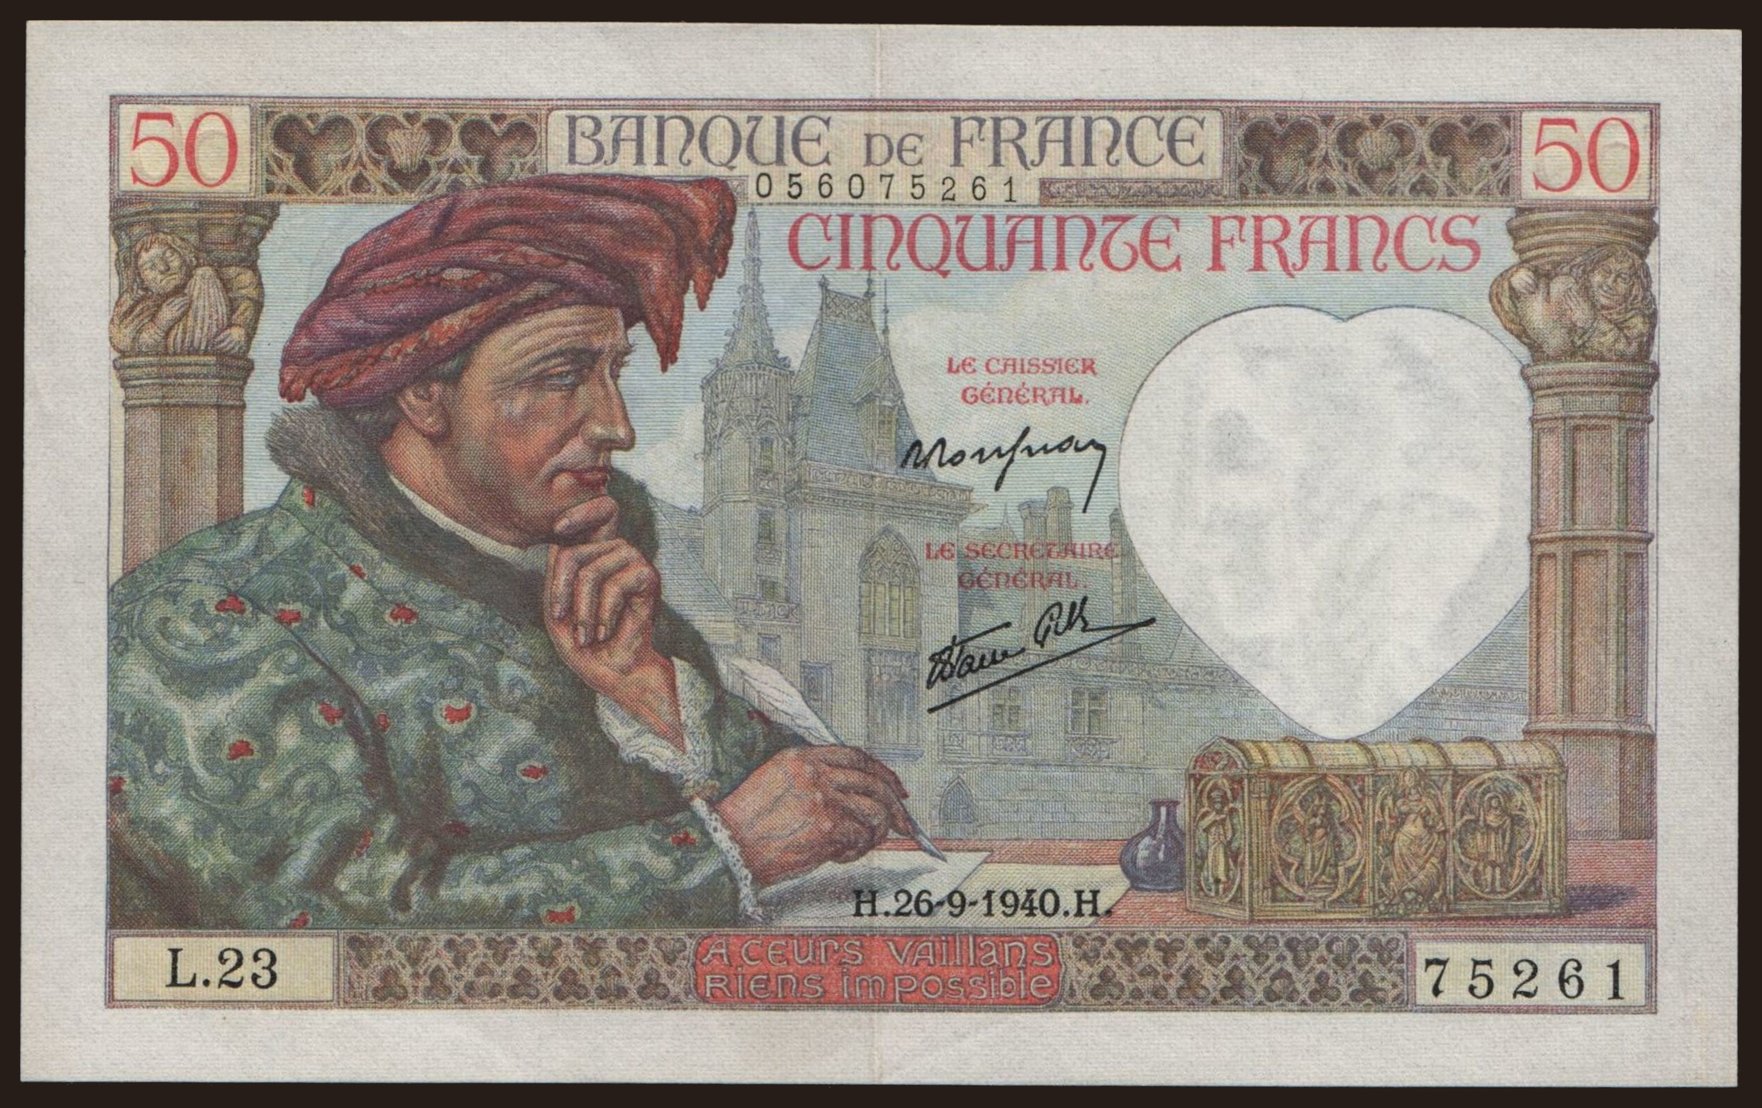 50
BANQUE DE FRANCE
50
056075261
CINQUANTE FRANCS
LE CAISSIER
GÉNÉRAL.
LE SECRÉTAIRE
GÉNÉRAL.
H.26-9-1940.H.
L.23
A CEURS VAILLANS
RIENS IMPOSSIBLE
75261